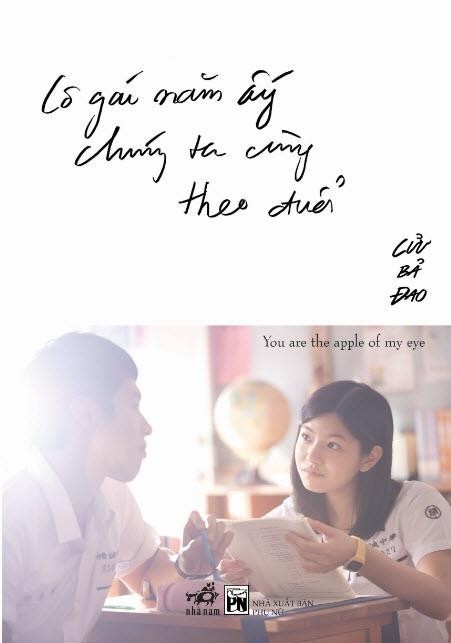 Cô gái năm ấy
chúng ta cùng
theo đuổi
CỬU
BẢ
ĐAO
You are the apple of my eye
nhã nam
PN
NHÀ XUẤT BẢN
PHỤ NỮ